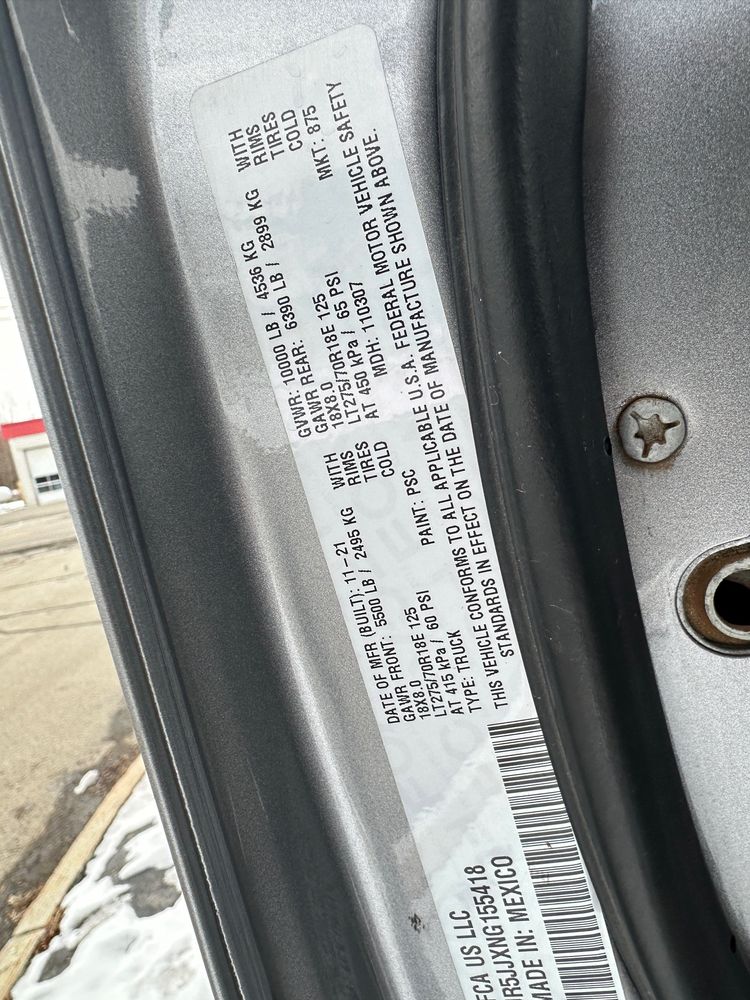 DATE OF MFR (BUILT): 11-21 GVWR: 10000 LB / 4536 KG
GAWR FRONT: 5500 LB / 2495 KG WITH GAWR REAR: 6390 LB / 2899 KG WITH
18X8.0 RIMS 18X8.0 RIMS
LT275/70R18E 125 TIRES LT275/70R18E 125 TIRES
AT 415 kPa / 60 PSI COLD AT 450 kPa / 65 PSI COLD
TYPE: TRUCK PAINT: PSC MDH: 110307 MKT: 875
THIS VEHICLE CONFORMS TO ALL APPLICABLE U.S.A. FEDERAL MOTOR VEHICLE SAFETY
STANDARDS IN EFFECT ON THE DATE OF MANUFACTURE SHOWN ABOVE.
FCA US LLC
R5JJXNG155418
MADE IN: MEXICO